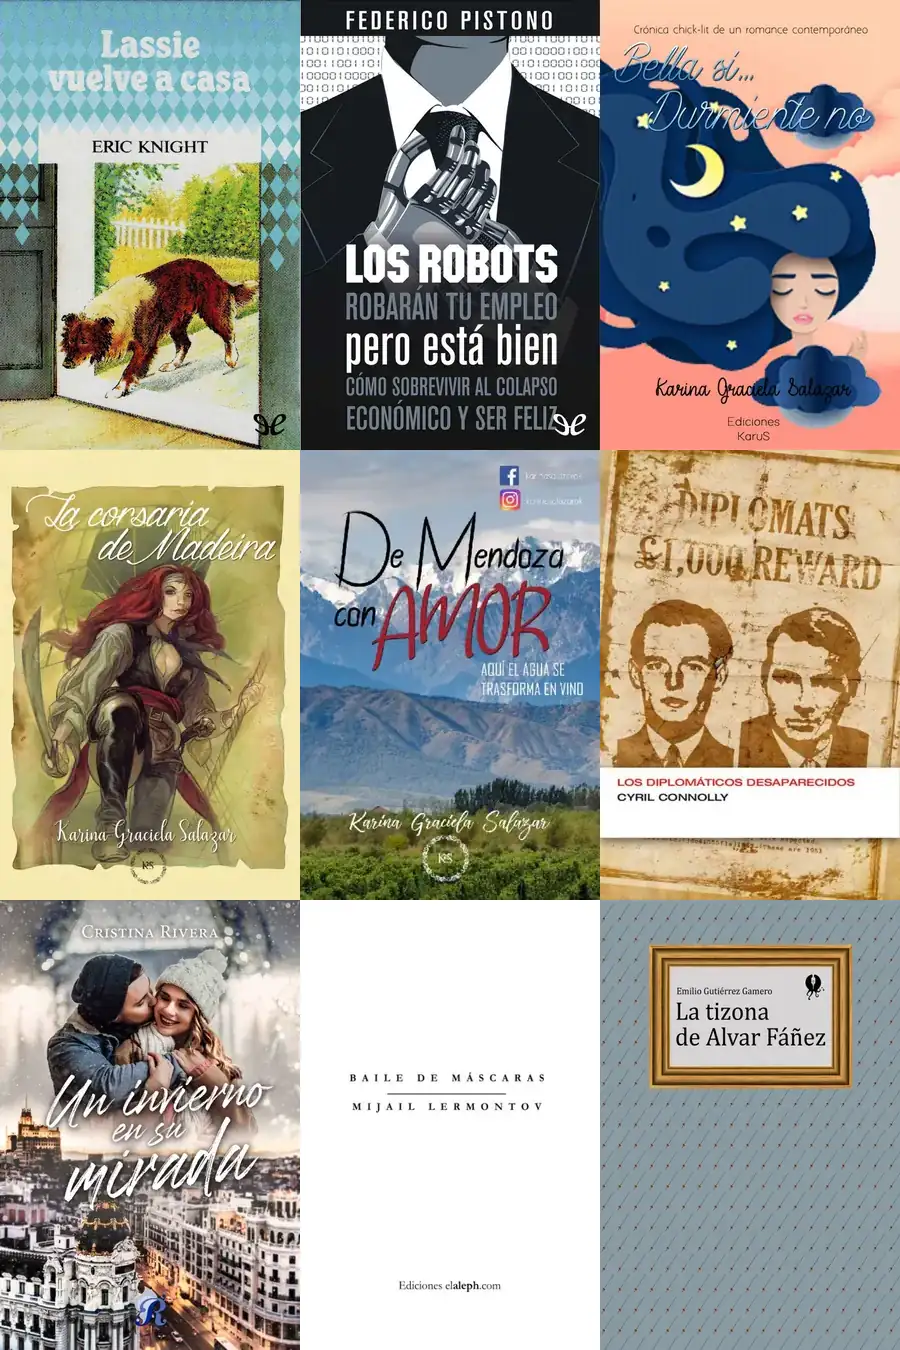 Lassie
vuelve a casa
ERIC KNIGHT
FEDERICO PISTONO
LOS ROBOTS
ROBARÁN TU EMPLEO
pero está bien
CÓMO SOBREVIVIR AL COLAPSO
ECONÓMICO Y SER FELIZ
Crónica chick-lit de un romance contemporáneo
Bella sí...
Durmiente no
Karina Graciela Salazar
Ediciones
KaruS
La corsaria
de Madeira
Karina Graciela Salazar
KS
De Mendoza
con AMOR
AQUÍ EL AGUA SE
TRASFORMA EN VINO
Karina Graciela Salazar
KS
DIPLOMATS
£1,000 REWARD
LOS DIPLOMÁTICOS DESAPARECIDOS
CYRIL CONNOLLY
CRISTINA RIVERA
Un invierno
en su
mirada
R
BAILE DE MÁSCARAS
MIJAIL LERMONTOV
Ediciones elaleph.com
Emilio Gutiérrez Gamero
La tizona
de Alvar Fáñez